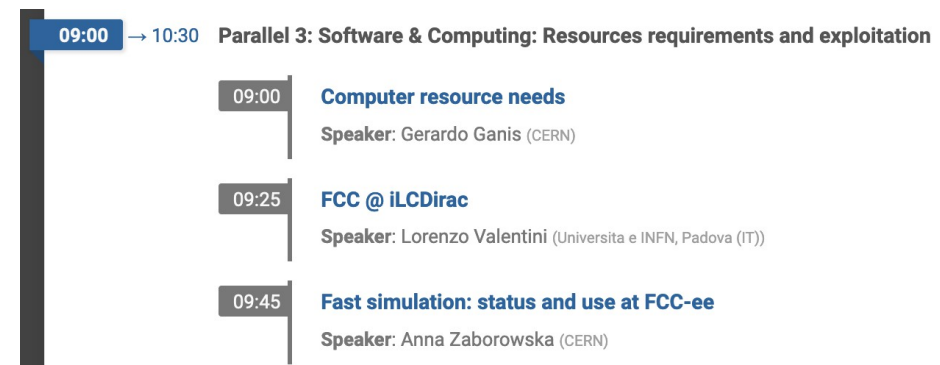 09:00 → 10:30 Parallel 3: Software & Computing: Resources requirements and exploitation
09:00 Computer resource needs
Speaker: Gerardo Ganis (CERN)
09:25 FCC @ iLCDirac
Speaker: Lorenzo Valentini (Universita e INFN, Padova (IT))
09:45 Fast simulation: status and use at FCC-ee
Speaker: Anna Zaborowska (CERN)